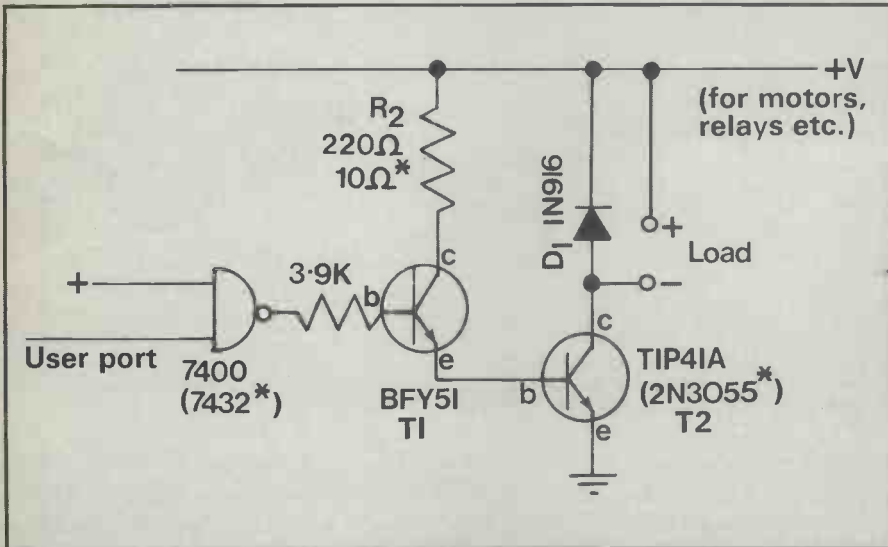 +V
(for motors,
relays etc.)
R2
220Ω
10Ω*
D1 IN916
+
Load
−
c
3·9K
b
+
e
User port
7400
(7432*)
BFY51
T1
c
b
e
TIP41A
(2N3055*)
T2